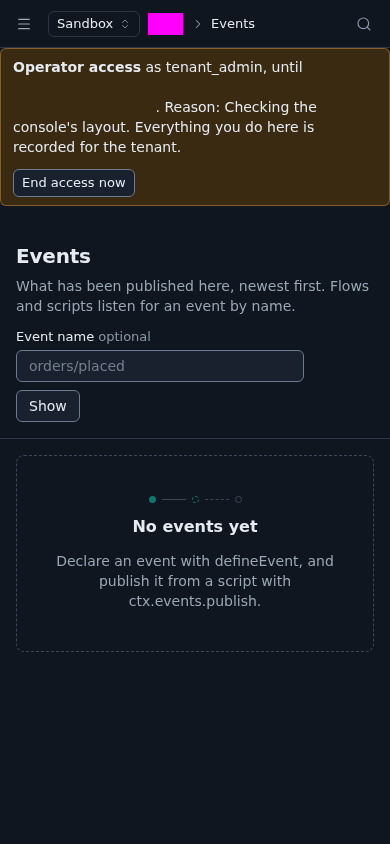 Sandbox
Events
Operator access as tenant_admin, until
. Reason: Checking the
console's layout. Everything you do here is
recorded for the tenant.
End access now
Events
What has been published here, newest first. Flows
and scripts listen for an event by name.
Event name optional
orders/placed
Show
No events yet
Declare an event with defineEvent, and
publish it from a script with
ctx.events.publish.